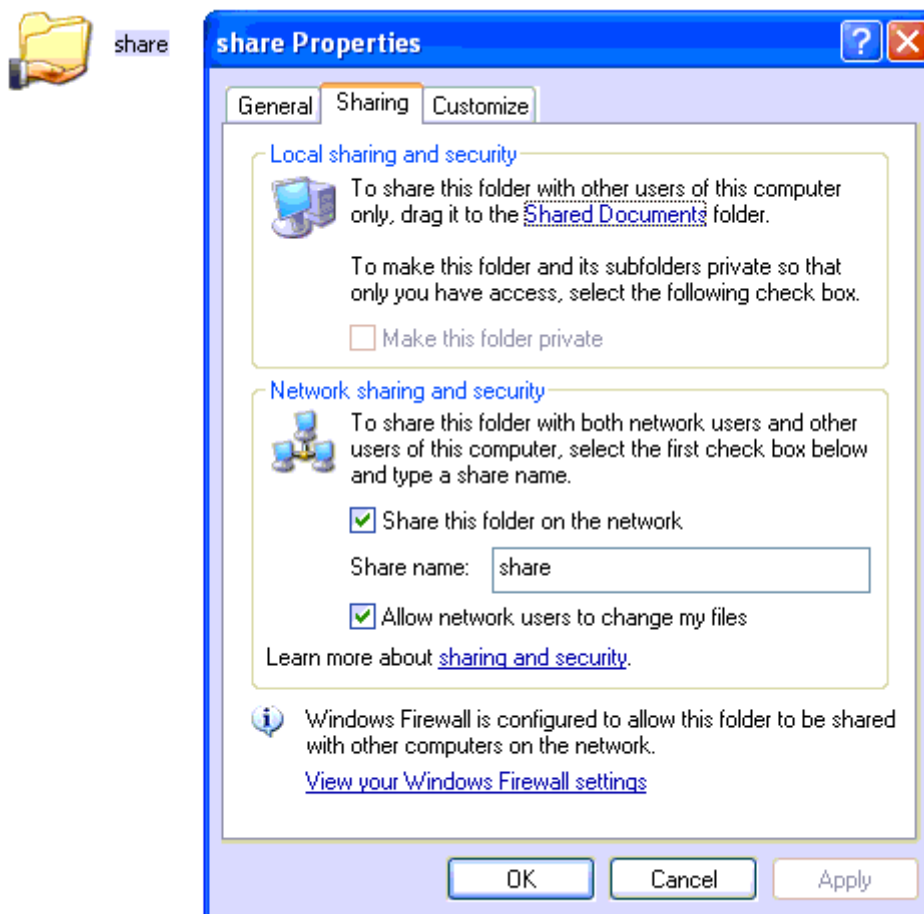 share
share Properties
General Sharing Customize
Local sharing and security
To share this folder with other users of this computer
only, drag it to the Shared Documents folder.
To make this folder and its subfolders private so that
only you have access, select the following check box.
Make this folder private
Network sharing and security
To share this folder with both network users and other
users of this computer, select the first check box below
and type a share name.
Share this folder on the network
Share name: share
Allow network users to change my files
Learn more about sharing and security.
Windows Firewall is configured to allow this folder to be shared
with other computers on the network.
View your Windows Firewall settings
OK Cancel Apply